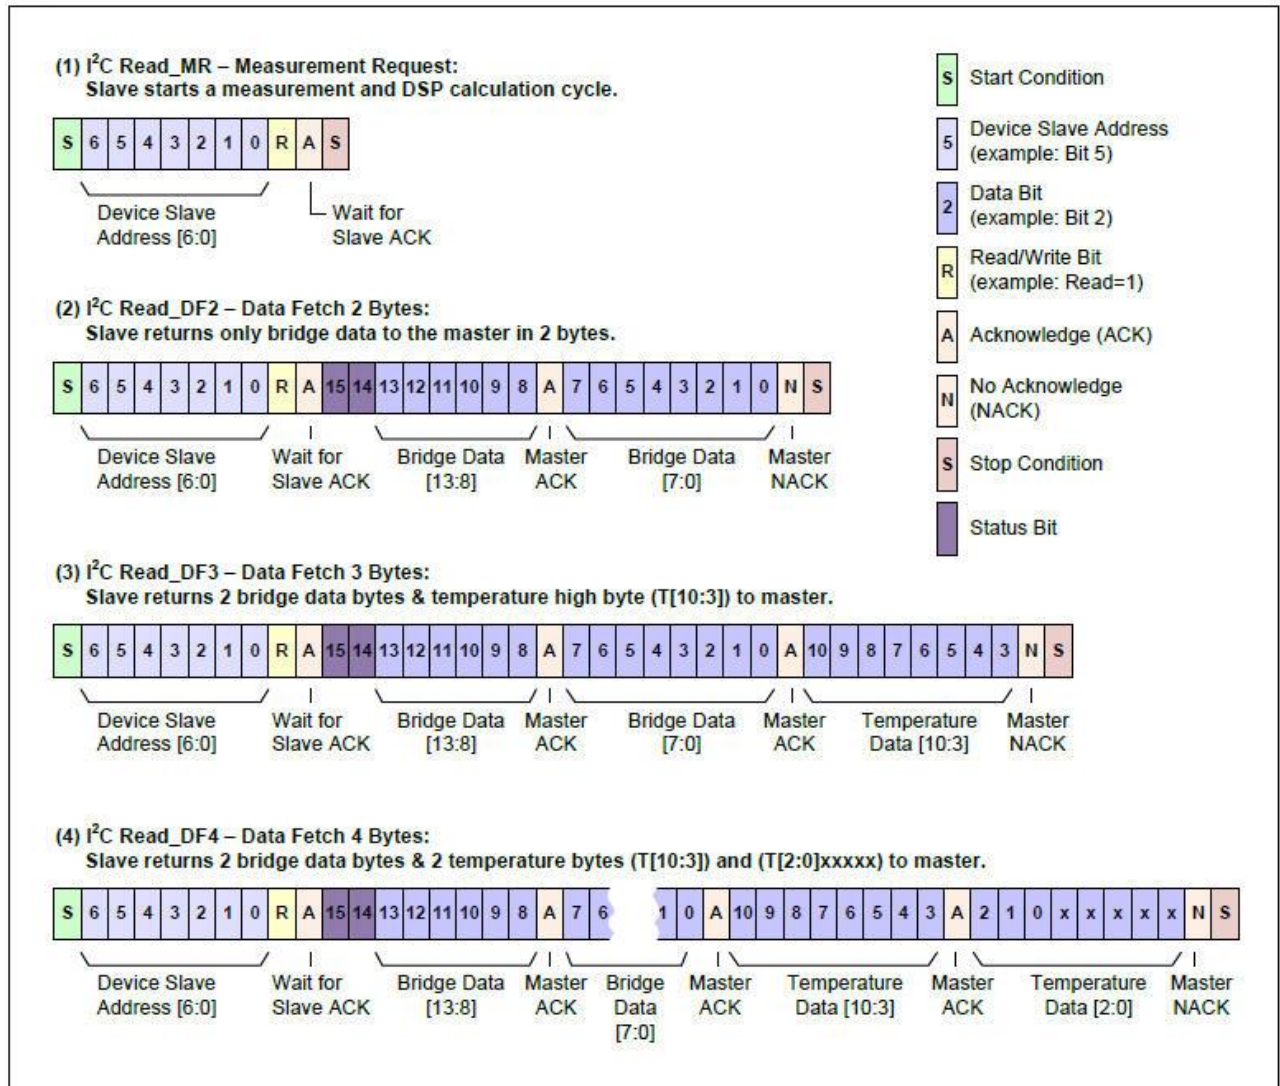 (1) I²C Read_MR – Measurement Request:
Slave starts a measurement and DSP calculation cycle.
S 6 5 4 3 2 1 0 R A S
Device Slave
Address [6:0]
Wait for
Slave ACK
S Start Condition
5 Device Slave Address
(example: Bit 5)
2 Data Bit
(example: Bit 2)
R Read/Write Bit
(example: Read=1)
A Acknowledge (ACK)
N No Acknowledge
(NACK)
S Stop Condition
Status Bit
(2) I²C Read_DF2 – Data Fetch 2 Bytes:
Slave returns only bridge data to the master in 2 bytes.
S 6 5 4 3 2 1 0 R A 15 14 13 12 11 10 9 8 A 7 6 5 4 3 2 1 0 N S
Device Slave
Address [6:0]
Wait for
Slave ACK
Bridge Data
[13:8]
Master
ACK
Bridge Data
[7:0]
Master
NACK
(3) I²C Read_DF3 – Data Fetch 3 Bytes:
Slave returns 2 bridge data bytes & temperature high byte (T[10:3]) to master.
S 6 5 4 3 2 1 0 R A 15 14 13 12 11 10 9 8 A 7 6 5 4 3 2 1 0 A 10 9 8 7 6 5 4 3 N S
Device Slave
Address [6:0]
Wait for
Slave ACK
Bridge Data
[13:8]
Master
ACK
Bridge Data
[7:0]
Master
ACK
Temperature
Data [10:3]
Master
NACK
(4) I²C Read_DF4 – Data Fetch 4 Bytes:
Slave returns 2 bridge data bytes & 2 temperature bytes (T[10:3]) and (T[2:0]xxxxx) to master.
S 6 5 4 3 2 1 0 R A 15 14 13 12 11 10 9 8 A 7 6 1 0 A 10 9 8 7 6 5 4 3 A 2 1 0 x x x x x N S
Device Slave
Address [6:0]
Wait for
Slave ACK
Bridge Data
[13:8]
Master
ACK
Bridge
Data
[7:0]
Master
ACK
Temperature
Data [10:3]
Master
ACK
Temperature
Data [2:0]
Master
NACK